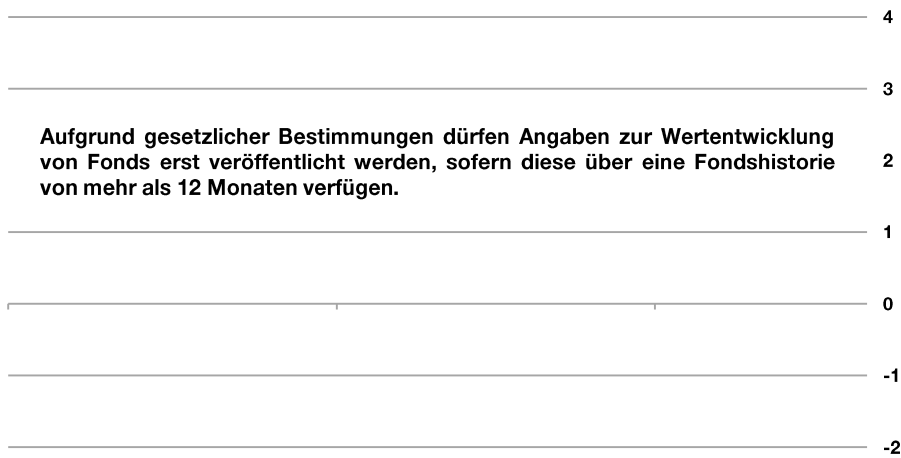 4
3
Aufgrund gesetzlicher Bestimmungen dürfen Angaben zur Wertentwicklung
von Fonds erst veröffentlicht werden, sofern diese über eine Fondshistorie
2
von mehr als 12 Monaten verfügen.
1
0
-1
-2